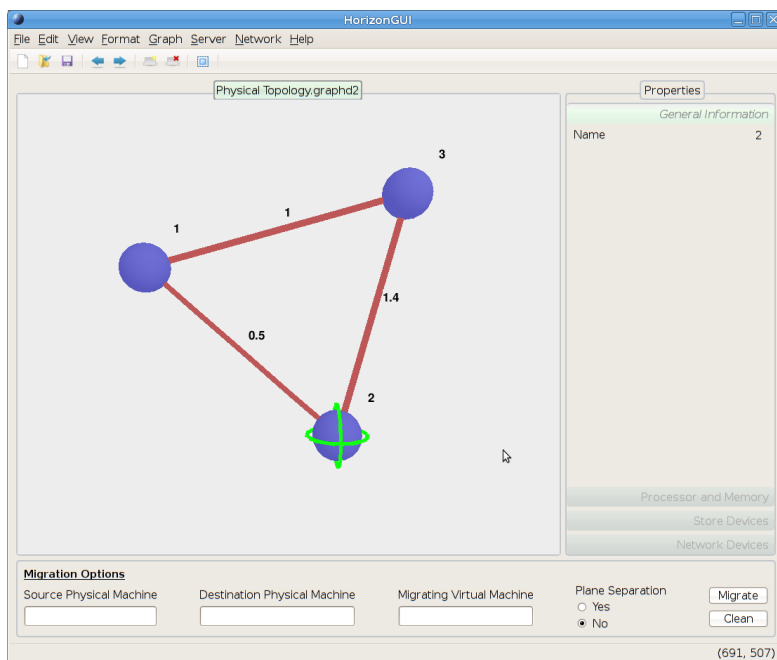 HorizonGUI
File Edit View Format Graph Server Network Help
Physical Topology.graphd2
Properties
General Information
Name 2
3
1
1
1.4
0.5
2
Processor and Memory
Store Devices
Network Devices
Migration Options
Source Physical Machine
Destination Physical Machine
Migrating Virtual Machine
Plane Separation
Yes
No
Migrate
Clean
(691, 507)